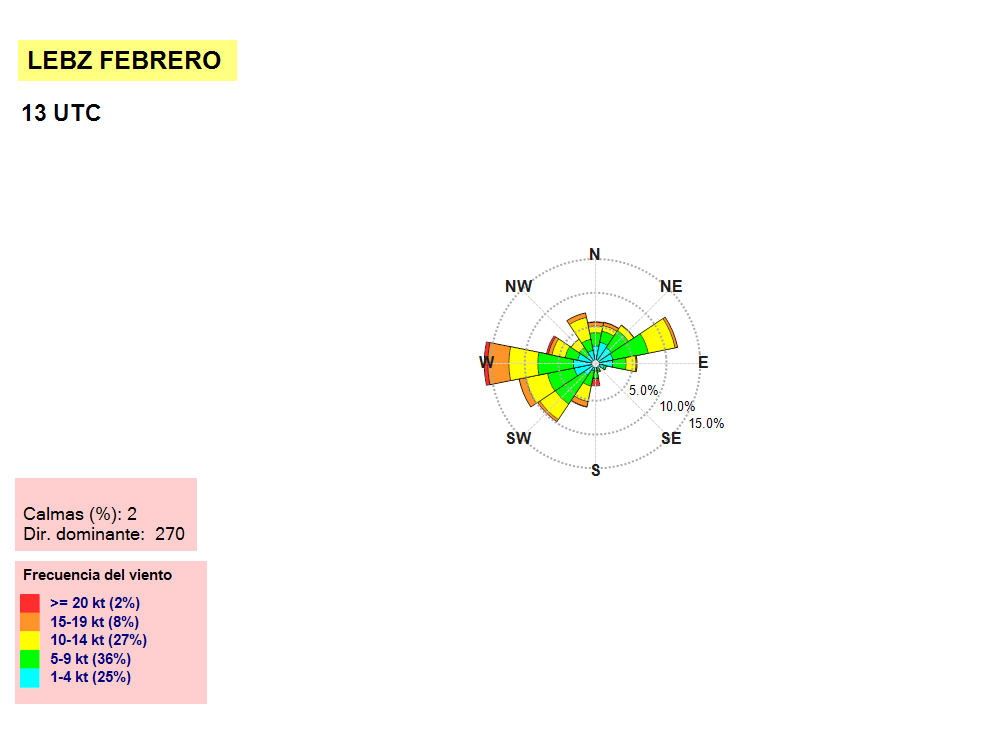 LEBZ FEBRERO
13 UTC
N
NW
NE
W
E
5.0%
10.0%
15.0%
SW
SE
S
Calmas (%): 2
Dir. dominante:  270
Frecuencia del viento
>= 20 kt (2%)
15-19 kt (8%)
10-14 kt (27%)
5-9 kt (36%)
1-4 kt (25%)